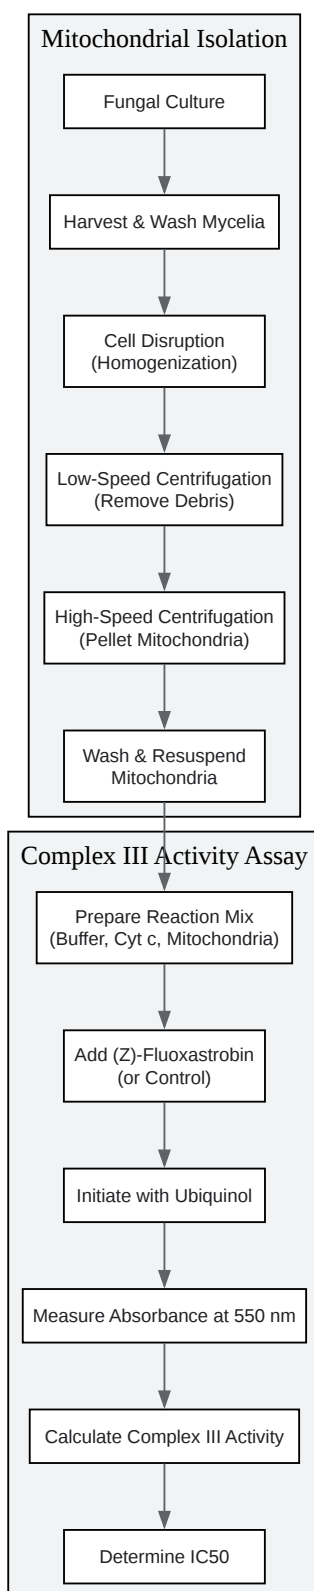 Mitochondrial Isolation
Fungal Culture
Harvest & Wash Mycelia
Cell Disruption
(Homogenization)
Low-Speed Centrifugation
(Remove Debris)
High-Speed Centrifugation
(Pellet Mitochondria)
Wash & Resuspend
Mitochondria
Complex III Activity Assay
Prepare Reaction Mix
(Buffer, Cyt c, Mitochondria)
Add (Z)-Fluoxastrobin
(or Control)
Initiate with Ubiquinol
Measure Absorbance at 550 nm
Calculate Complex III Activity
Determine IC50